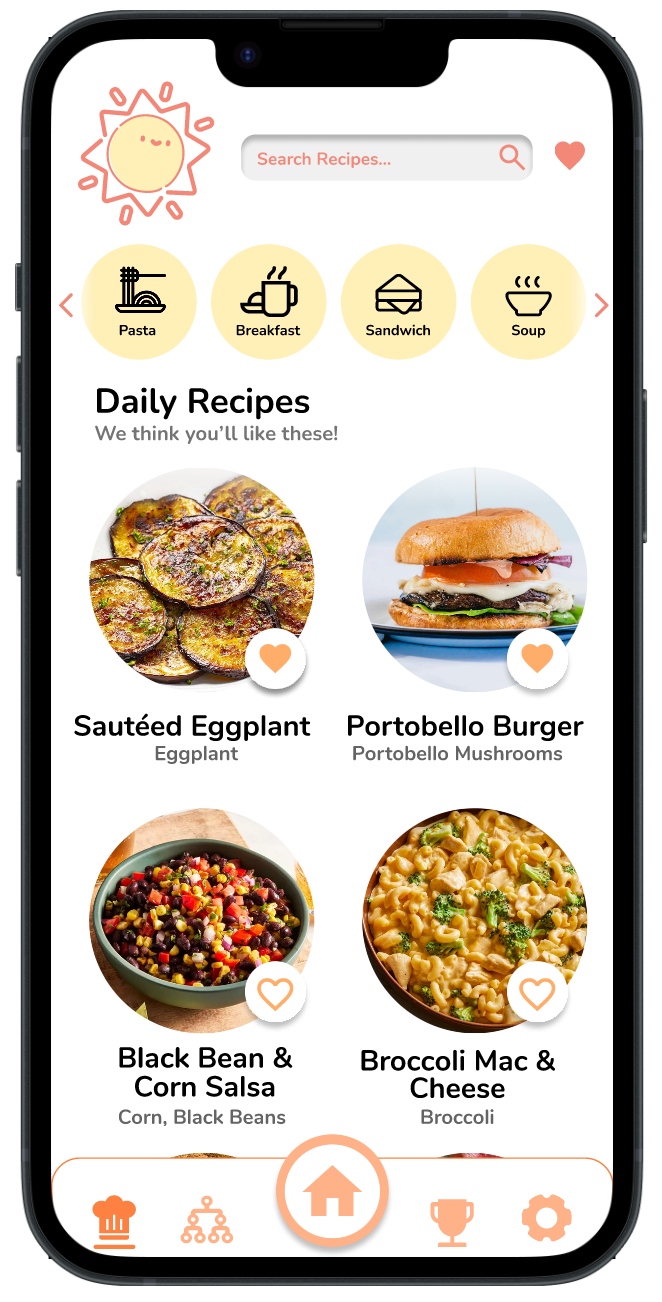 Search Recipes...
Pasta
Breakfast
Sandwich
Soup
Daily Recipes
We think you'll like these!
Sautéed Eggplant
Eggplant
Portobello Burger
Portobello Mushrooms
Black Bean &
Corn Salsa
Corn, Black Beans
Broccoli Mac &
Cheese
Broccoli